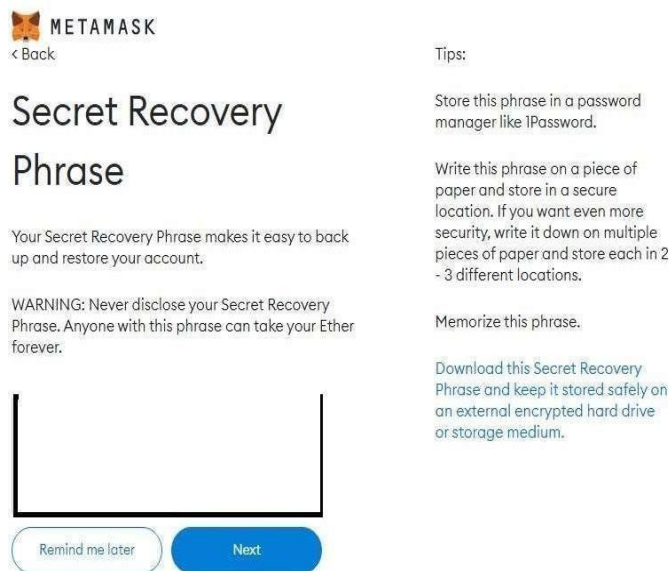 METAMASK
< Back
Secret Recovery
Phrase
Your Secret Recovery Phrase makes it easy to back
up and restore your account.
WARNING: Never disclose your Secret Recovery
Phrase. Anyone with this phrase can take your Ether
forever.
Remind me later
Next
Tips:
Store this phrase in a password
manager like 1Password.
Write this phrase on a piece of
paper and store in a secure
location. If you want even more
security, write it down on multiple
pieces of paper and store each in 2
- 3 different locations.
Memorize this phrase.
Download this Secret Recovery
Phrase and keep it stored safely on
an external encrypted hard drive
or storage medium.